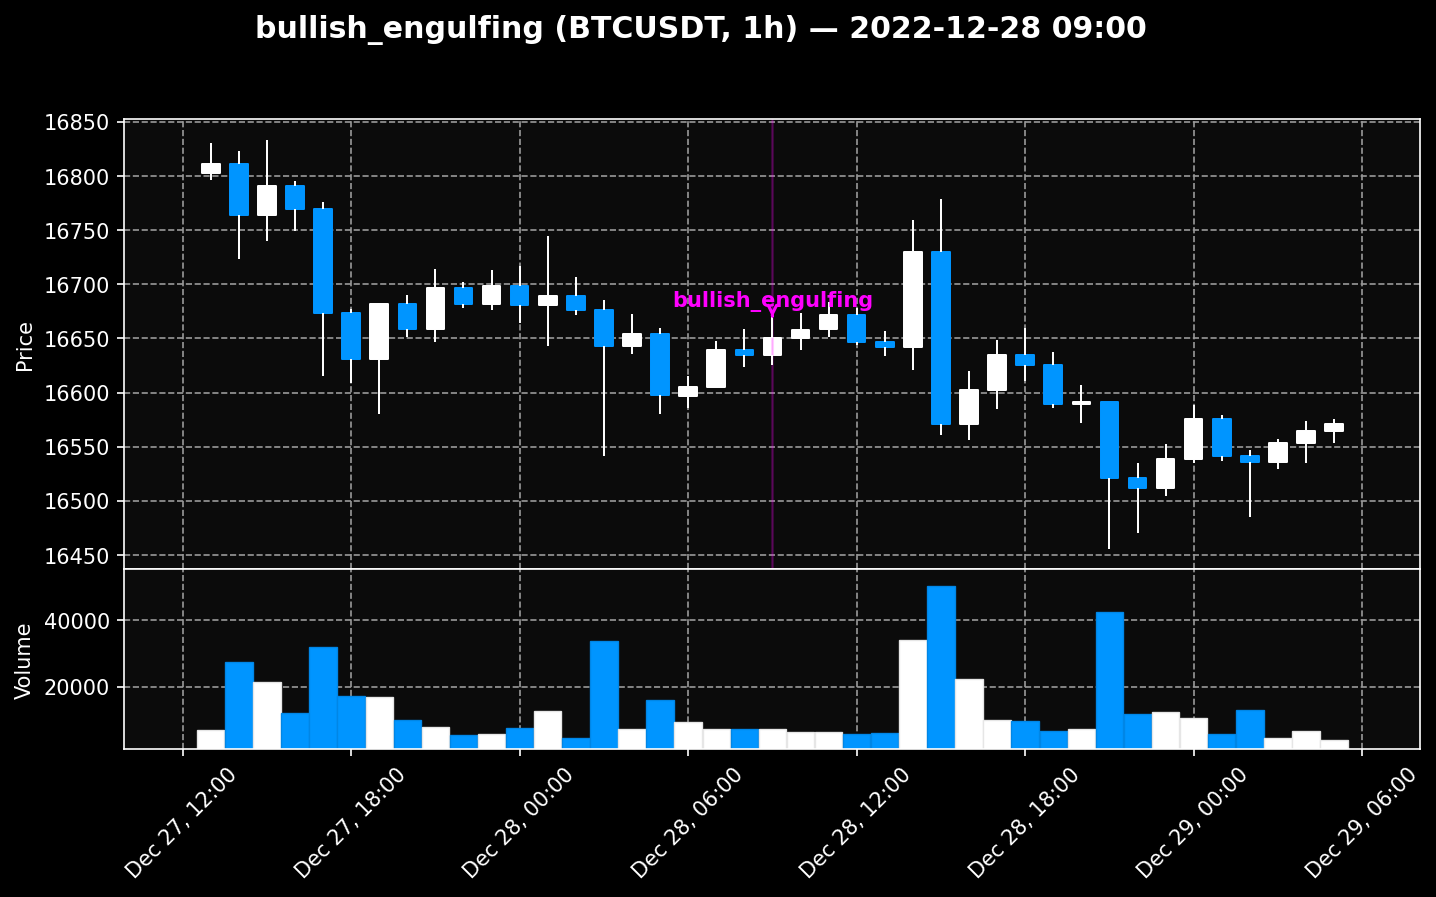 bullish_engulfing (BTCUSDT, 1h) — 2022-12-28 09:00
16850
16800
16750
16700
16650
16600
16550
16500
16450
Price
bullish_engulfing
40000
20000
Volume
Dec 27, 12:00
Dec 27, 18:00
Dec 28, 00:00
Dec 28, 06:00
Dec 28, 12:00
Dec 28, 18:00
Dec 29, 00:00
Dec 29, 06:00